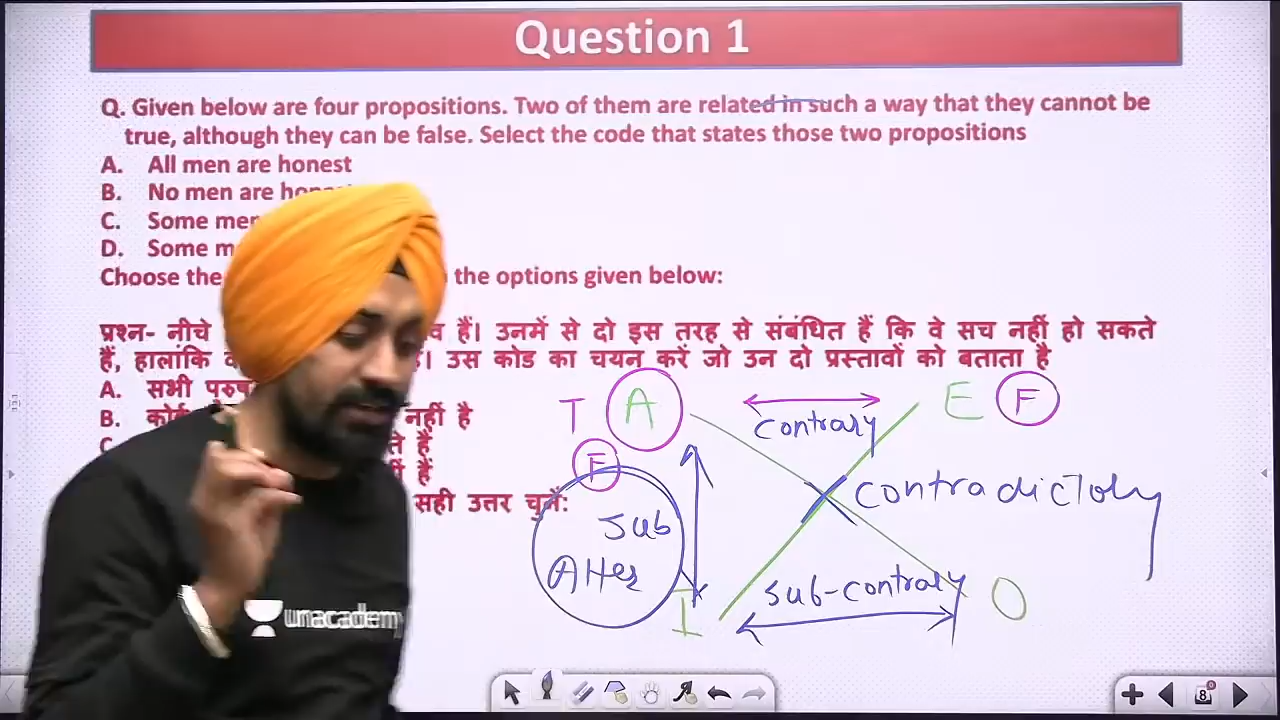 Question 1
Q. Given below are four propositions. Two of them are related in such a way that they cannot be
true, although they can be false. Select the code that states those two propositions
A. All men are honest
B. No men are
C. Some
D. Some
Choose the the options given below:
प्रश्न- नीचे हैं। उनमें से दो इस तरह से संबंधित हैं कि वे सच नहीं हो सकते
हैं, हालांकि उस कोड का चयन करें जो उन दो प्रस्तावों को बताता है
A. सभी पुरुष
B. नहीं है
C. हैं
हैं
सही उत्तर चुनें:
T A contrary E F
F
contradictory
Sub
Alter
sub-contrary
I O
unacademy
8